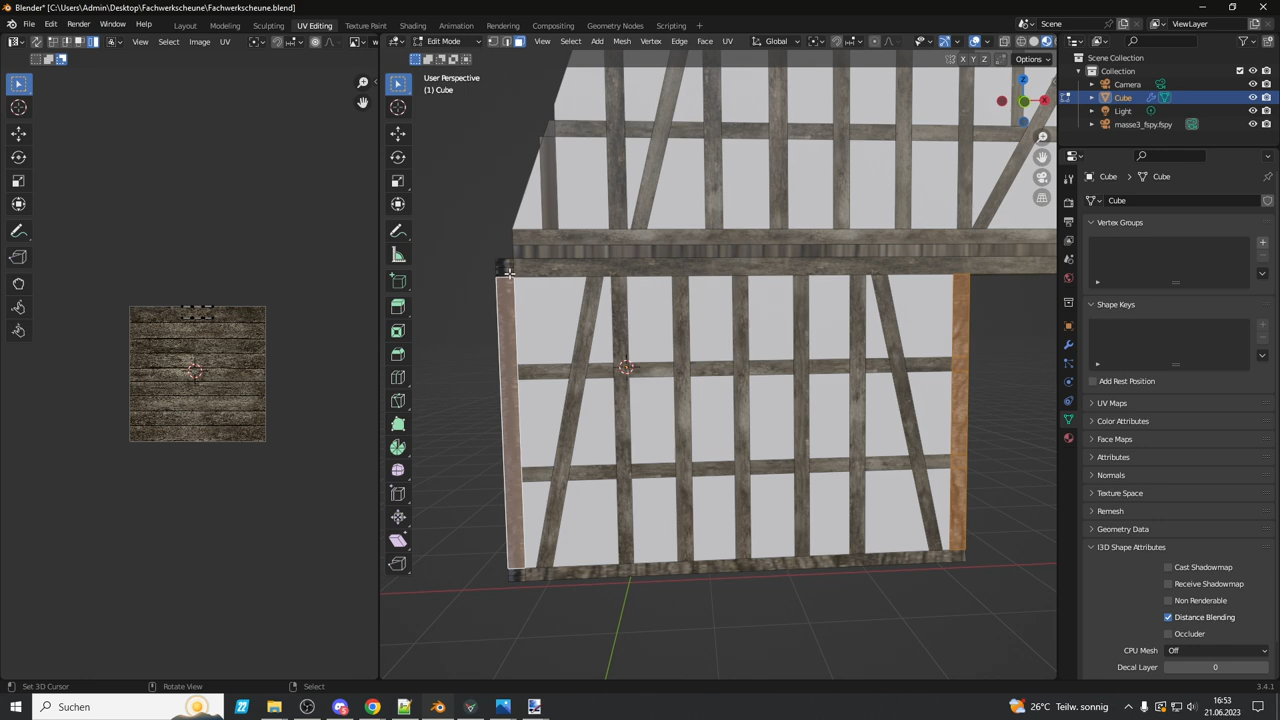 Blender* [C:\Users\Admin\Desktop\Fachwerkscheune\Fachwerkscheune.blend]
File Edit Render Window Help
Layout Modeling Sculpting UV Editing Texture Paint Shading Animation Rendering Compositing Geometry Nodes Scripting +
Scene ViewLayer
View Select Image UV
Edit Mode View Select Add Mesh Vertex Edge Face UV Global
Options
X Y Z
User Perspective
(1) Cube
Z
X
Scene Collection
Collection
Camera
Cube
Light
masse3_fspy.fspy
Cube > Cube
Cube
Vertex Groups
Shape Keys
Add Rest Position
UV Maps
Color Attributes
Face Maps
Attributes
Normals
Texture Space
Remesh
Geometry Data
I3D Shape Attributes
Cast Shadowmap
Receive Shadowmap
Non Renderable
Distance Blending
Occluder
CPU Mesh Off
Decal Layer 0
Set 3D Cursor Rotate View Select 3.4.1
Suchen
26°C Teilw. sonnig
16:53
21.06.2023